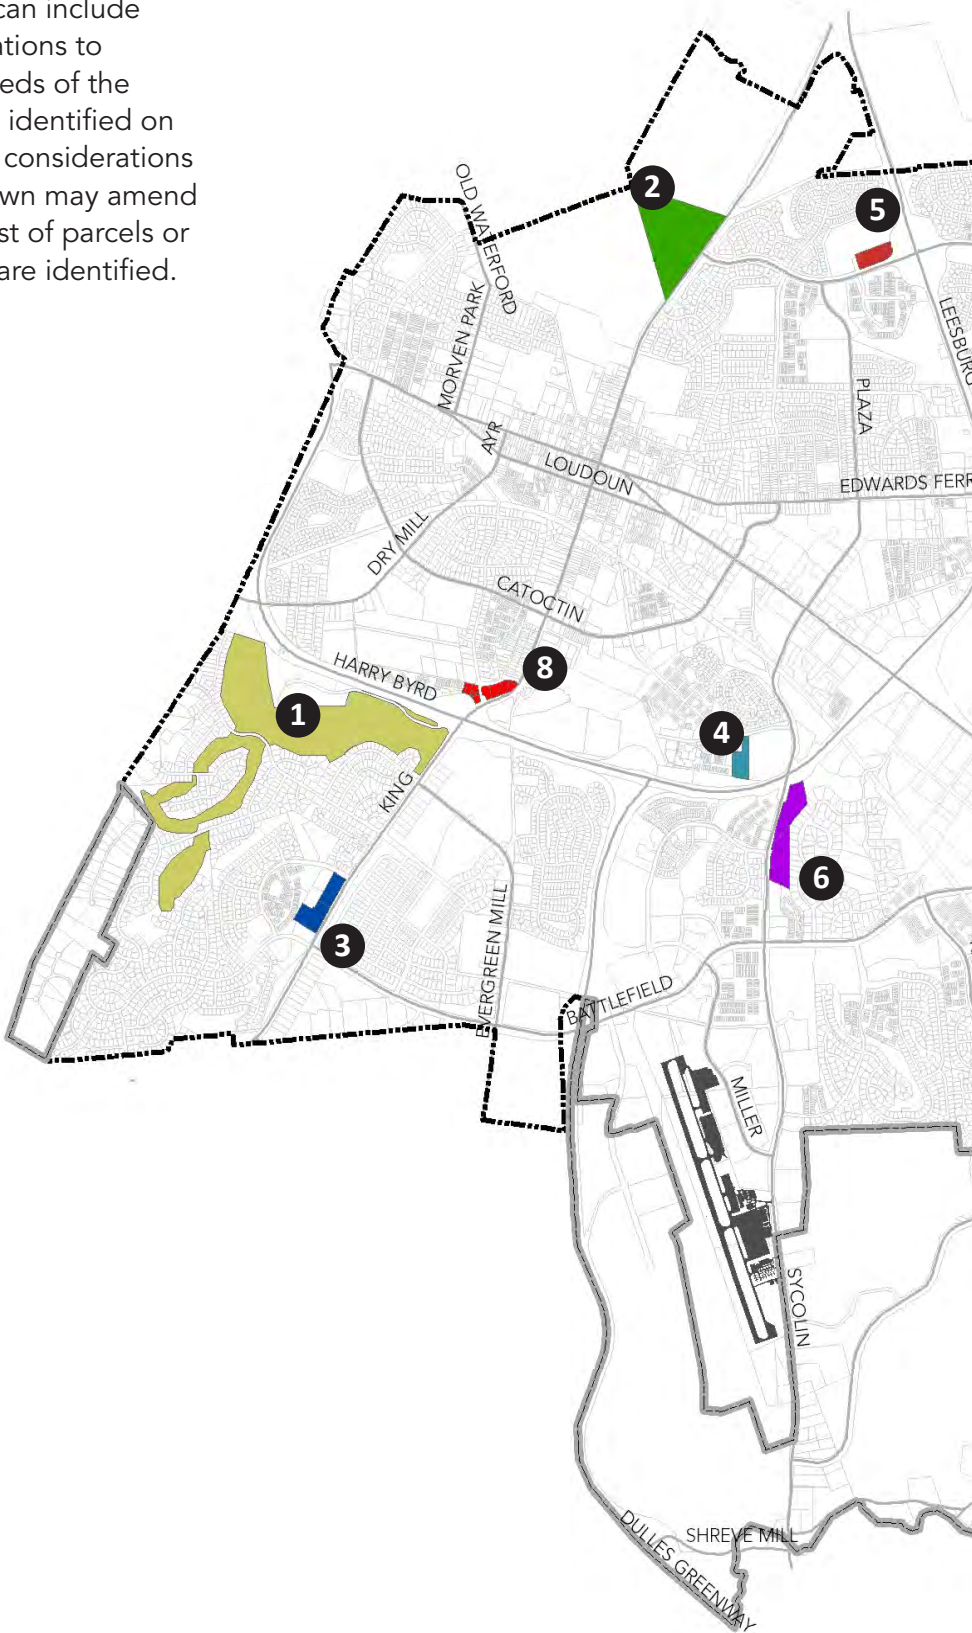 can include
ations to
eds of the
identified on
considerations
wn may amend
st of parcels or
are identified.
2
5
OLD WATERFORD
MORVEN PARK
LEESBURG
PLAZA
AYR
LOUDOUN
EDWARDS FERR
DRY MILL
CATOCTIN
HARRY BYRD
8
1
4
KING
6
3
EVERGREEN MILL
BATTLEFIELD
MILLER
SYCOLIN
SHREVE MILL
DULLES GREENWAY